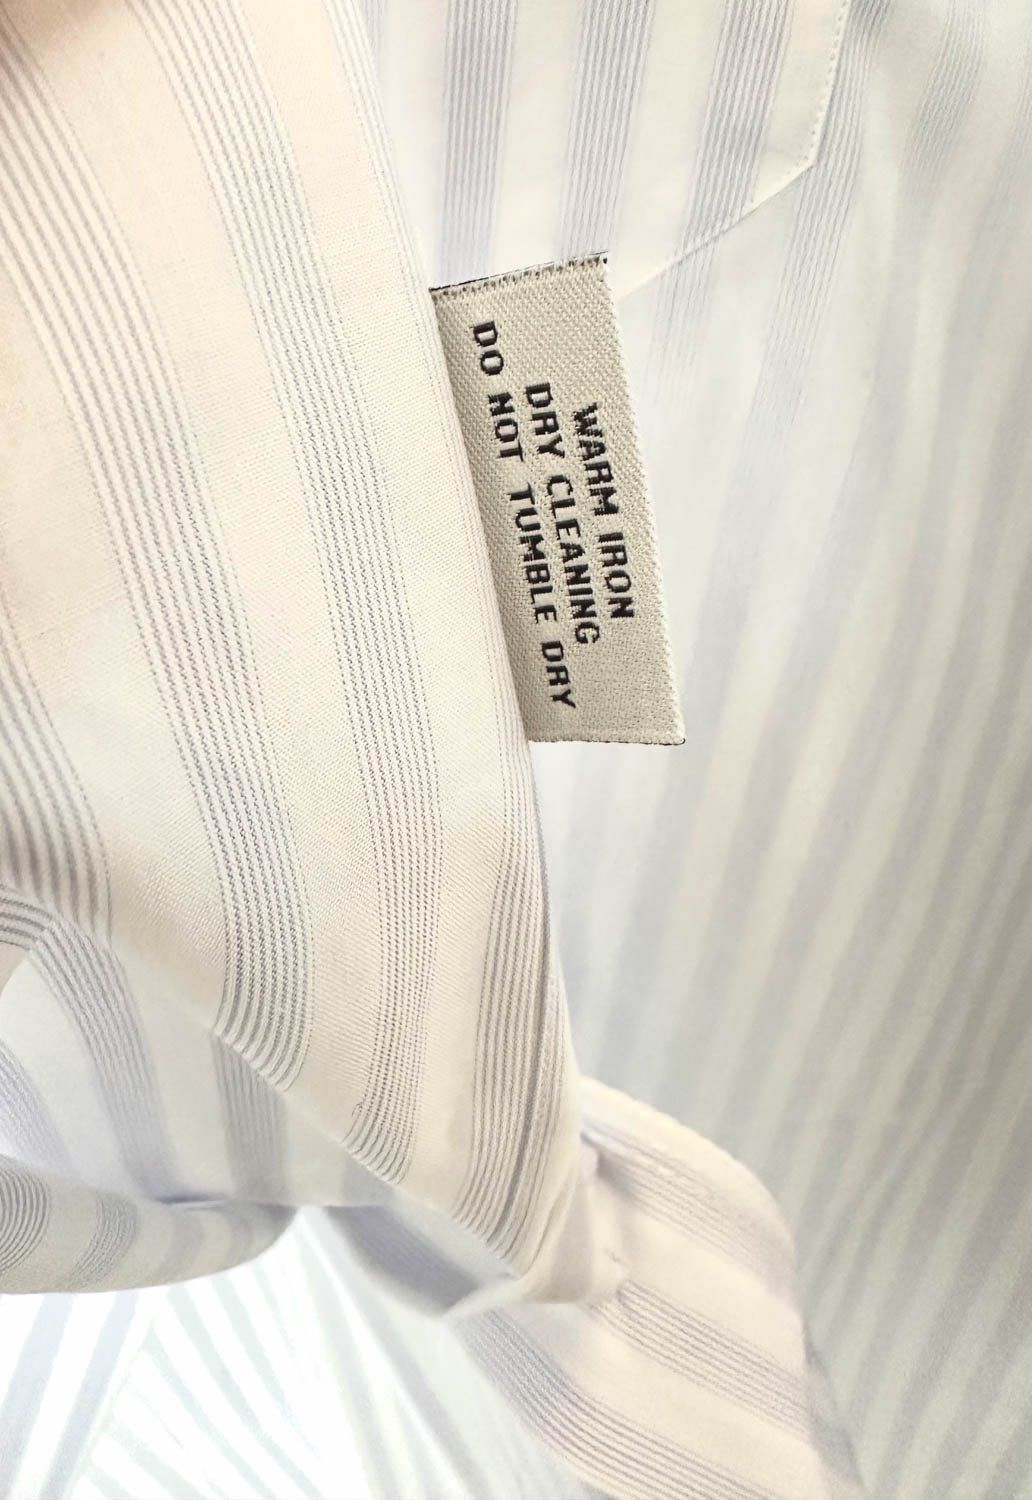 WARM IRON
DRY CLEANING
DO NOT TUMBLE DRY